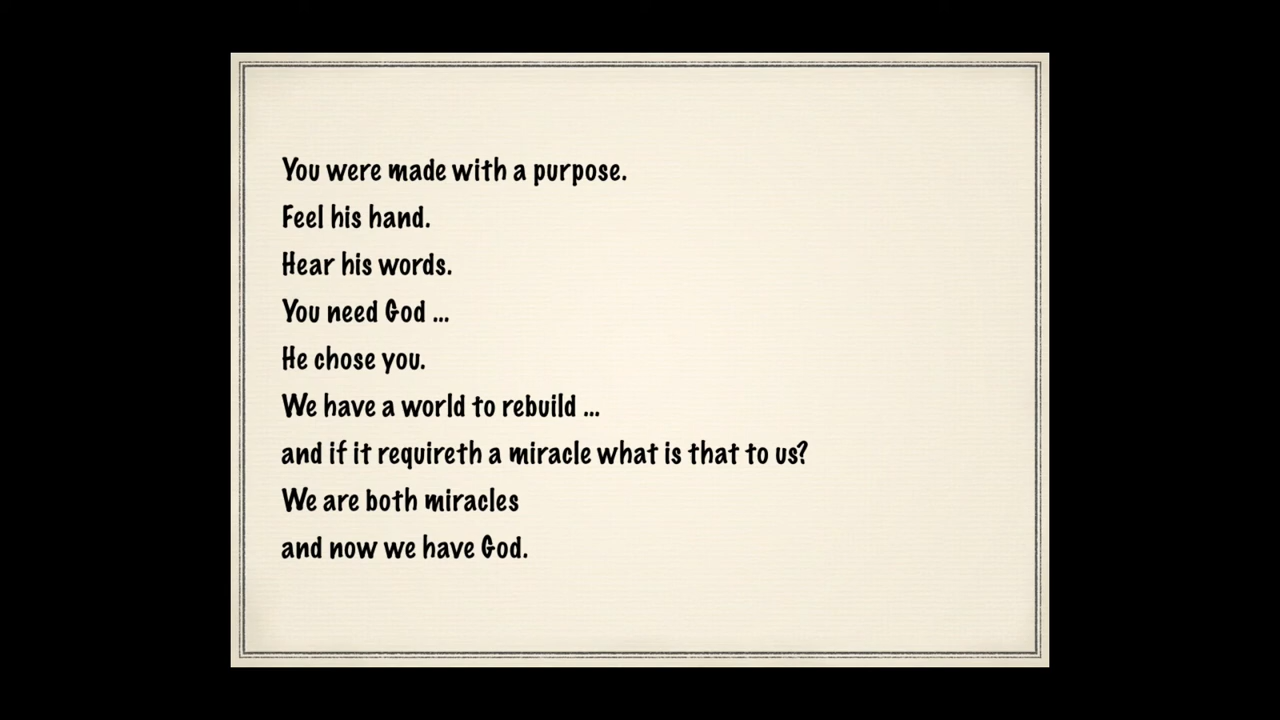 You were made with a purpose.
Feel his hand.
Hear his words.
You need God ...
He chose you.
We have a world to rebuild ...
and if it requireth a miracle what is that to us?
We are both miracles
and now we have God.